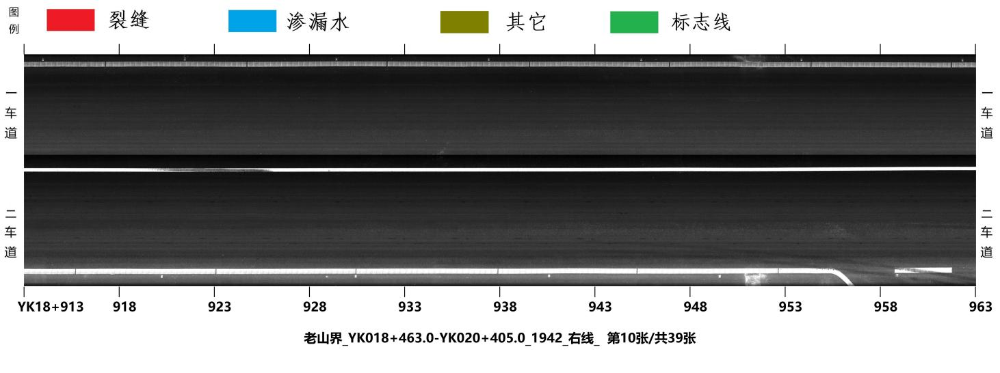 图例
裂缝 渗漏水 其它 标志线
一车道 一车道
二车道 二车道
YK18+913 918 923 928 933 938 943 948 953 958 963
老山界_YK018+463.0-YK020+405.0_1942_右线_ 第10张/共39张